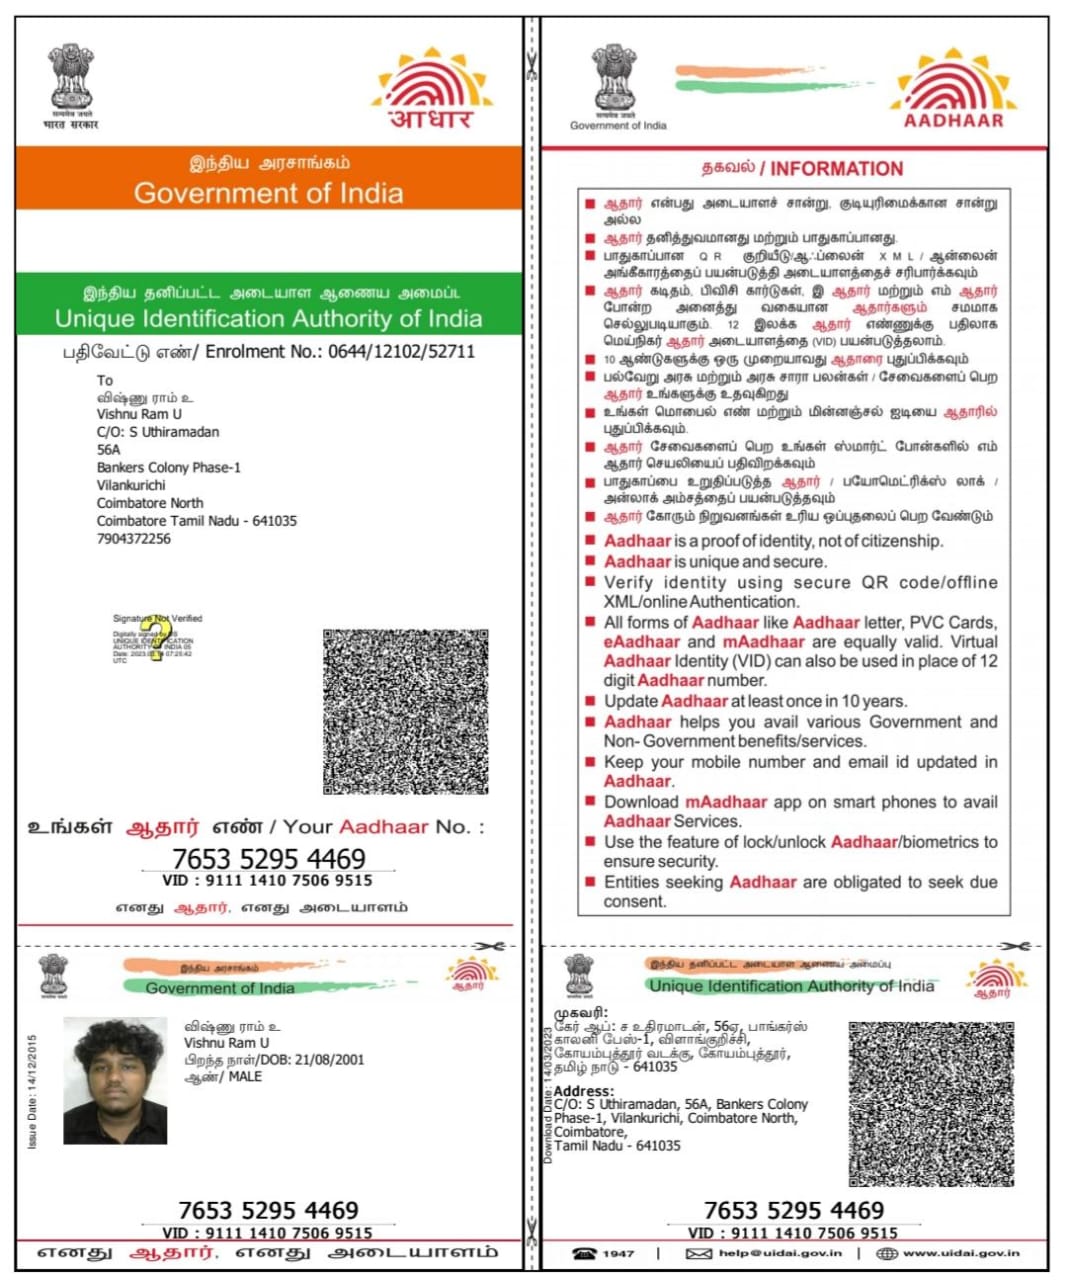 सत्यमेव जयते
भारत सरकार
आधार
இந்திய அரசாங்கம்
Government of India
இந்திய தனிப்பட்ட அடையாள ஆணைய அமைப்பு
Unique Identification Authority of India
பதிவேட்டு எண்/ Enrolment No.: 0644/12102/52711
To
விஷ்ணு ராம் உ
Vishnu Ram U
C/O: S Uthiramadan
56A
Bankers Colony Phase-1
Vilankurichi
Coimbatore North
Coimbatore Tamil Nadu - 641035
7904372256
Signature Not Verified
Digitally signed by DS
UNIQUE IDENTIFICATION
AUTHORITY OF INDIA 05
UTC
உங்கள் ஆதார் எண் / Your Aadhaar No. :
7653 5295 4469
VID : 9111 1410 7506 9515
எனது ஆதார், எனது அடையாளம்
सत्यमेव जयते
Government of India
AADHAAR
தகவல் / INFORMATION
ஆதார் என்பது அடையாளச் சான்று, குடியுரிமைக்கான சான்று
அல்ல
ஆதார் தனித்துவமானது மற்றும் பாதுகாப்பானது.
பாதுகாப்பான QR குறியீடு/ஆஃப்லைன் XML/ஆன்லைன்
அங்கீகாரத்தைப் பயன்படுத்தி அடையாளத்தைச் சரிபார்க்கவும்
ஆதார் கடிதம், பிவிசி கார்டுகள், இ ஆதார் மற்றும் எம் ஆதார்
போன்ற அனைத்து வகையான ஆதார்களும் சமமாக
செல்லுபடியாகும். 12 இலக்க ஆதார் எண்ணுக்கு பதிலாக
மெய்நிகர் ஆதார் அடையாளத்தை (VID) பயன்படுத்தலாம்.
10 ஆண்டுகளுக்கு ஒரு முறையாவது ஆதாரை புதுப்பிக்கவும்
பல்வேறு அரசு மற்றும் அரசு சாரா பலன்கள் / சேவைகளைப் பெற
ஆதார் உங்களுக்கு உதவுகிறது
உங்கள் மொபைல் எண் மற்றும் மின்னஞ்சல் ஐடியை ஆதாரில்
புதுப்பிக்கவும்.
ஆதார் சேவைகளைப் பெற உங்கள் ஸ்மார்ட் போன்களில் எம்
ஆதார் செயலியைப் பதிவிறக்கவும்
பாதுகாப்பை உறுதிப்படுத்த ஆதார் / பயோமெட்ரிக்ஸ் லாக் /
அன்லாக் அம்சத்தைப் பயன்படுத்தவும்
ஆதார் கோரும் நிறுவனங்கள் உரிய ஒப்புதலைப் பெற வேண்டும்
Aadhaar is a proof of identity, not of citizenship.
Aadhaar is unique and secure.
Verify identity using secure QR code/offline
XML/online Authentication.
All forms of Aadhaar like Aadhaar letter, PVC Cards,
eAadhaar and mAadhaar are equally valid. Virtual
Aadhaar Identity (VID) can also be used in place of 12
digit Aadhaar number.
Update Aadhaar at least once in 10 years.
Aadhaar helps you avail various Government and
Non- Government benefits/services.
Keep your mobile number and email id updated in
Aadhaar.
Download mAadhaar app on smart phones to avail
Aadhaar Services.
Use the feature of lock/unlock Aadhaar/biometrics to
ensure security.
Entities seeking Aadhaar are obligated to seek due
consent.
இந்திய அரசாங்கம்
Government of India
ஆதார்
Issue Date: 14/12/2015
விஷ்ணு ராம் உ
Vishnu Ram U
பிறந்த நாள்/DOB: 21/08/2001
ஆண்/ MALE
7653 5295 4469
VID : 9111 1410 7506 9515
எனது ஆதார், எனது அடையாளம்
இந்திய தனிப்பட்ட அடையாள ஆணைய அமைப்பு
Unique Identification Authority of India
ஆதார்
Download Date: 14/03/2023
முகவரி:
கேர் ஆப்: ச உதிரமாடன், 56ஏ, பாங்கர்ஸ்
காலனி பேஸ்-1, விளாங்குறிச்சி,
கோயம்புத்தூர் வடக்கு, கோயம்புத்தூர்,
தமிழ் நாடு - 641035
Address:
C/O: S Uthiramadan, 56A, Bankers Colony
Phase-1, Vilankurichi, Coimbatore North,
Coimbatore,
Tamil Nadu - 641035
7653 5295 4469
VID : 9111 1410 7506 9515
1947 | help@uidai.gov.in | www.uidai.gov.in